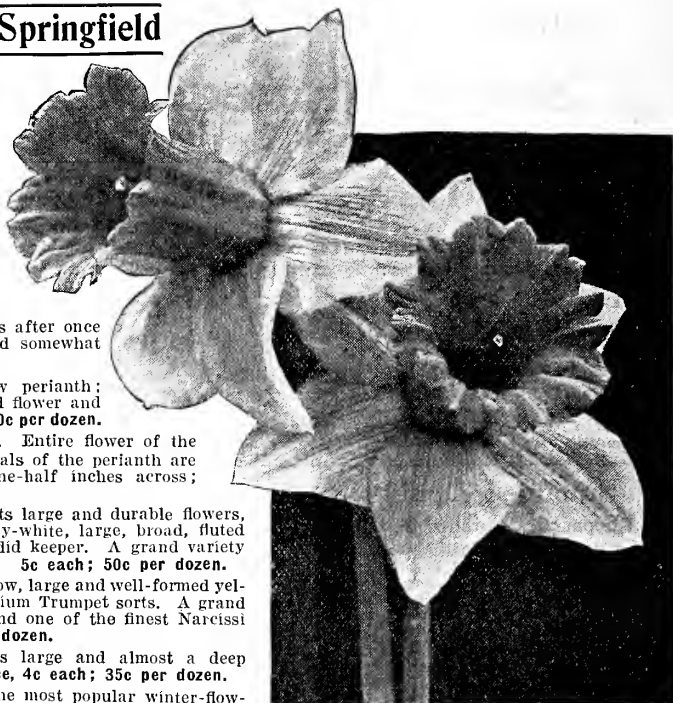 Springfield
s after once
d somewhat
w perianth;
d flower and
0c per dozen.
. Entire flower of the
als of the perianth are
ne-half inches across;
ts large and durable flowers,
y-white, large, broad, fluted
did keeper. A grand variety
5c each; 50c per dozen.
ow, large and well-formed yel-
ium Trumpet sorts. A grand
nd one of the finest Narcissi
dozen.
s large and almost a deep
ce, 4c each; 35c per dozen.
he most popular winter-flow-